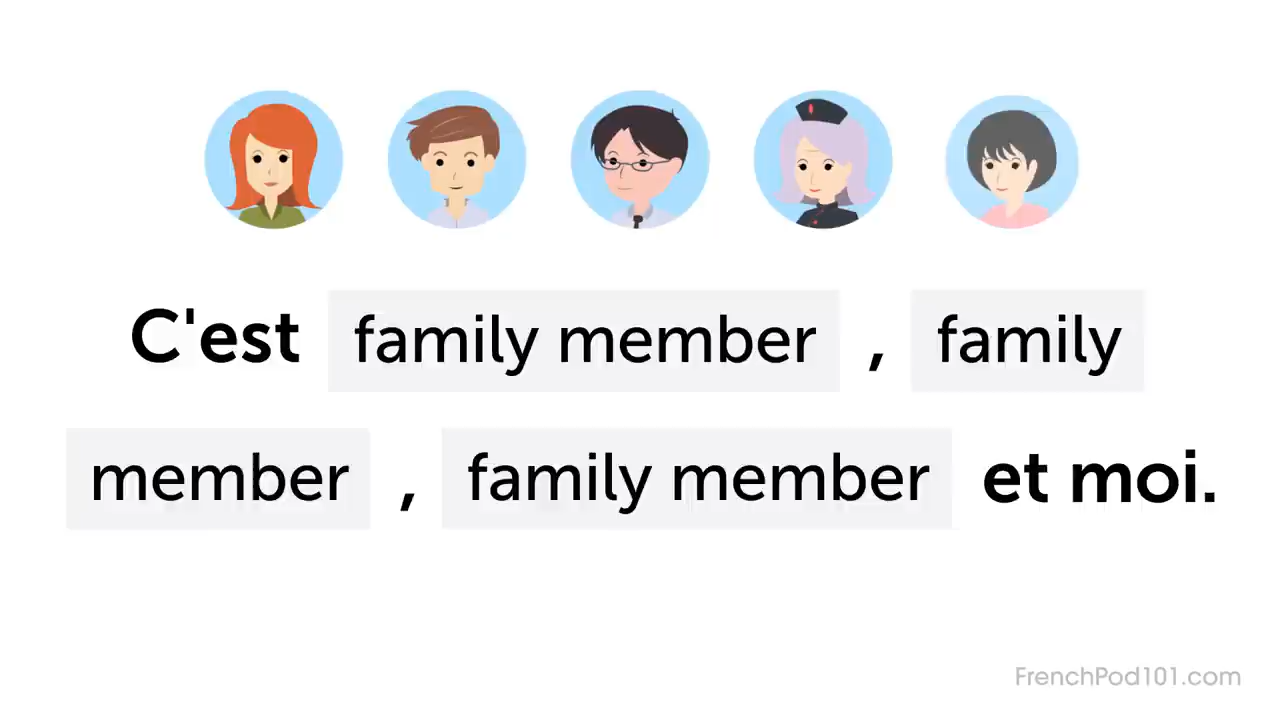 C'est family member , family
member , family member et moi.
FrenchPod101.com